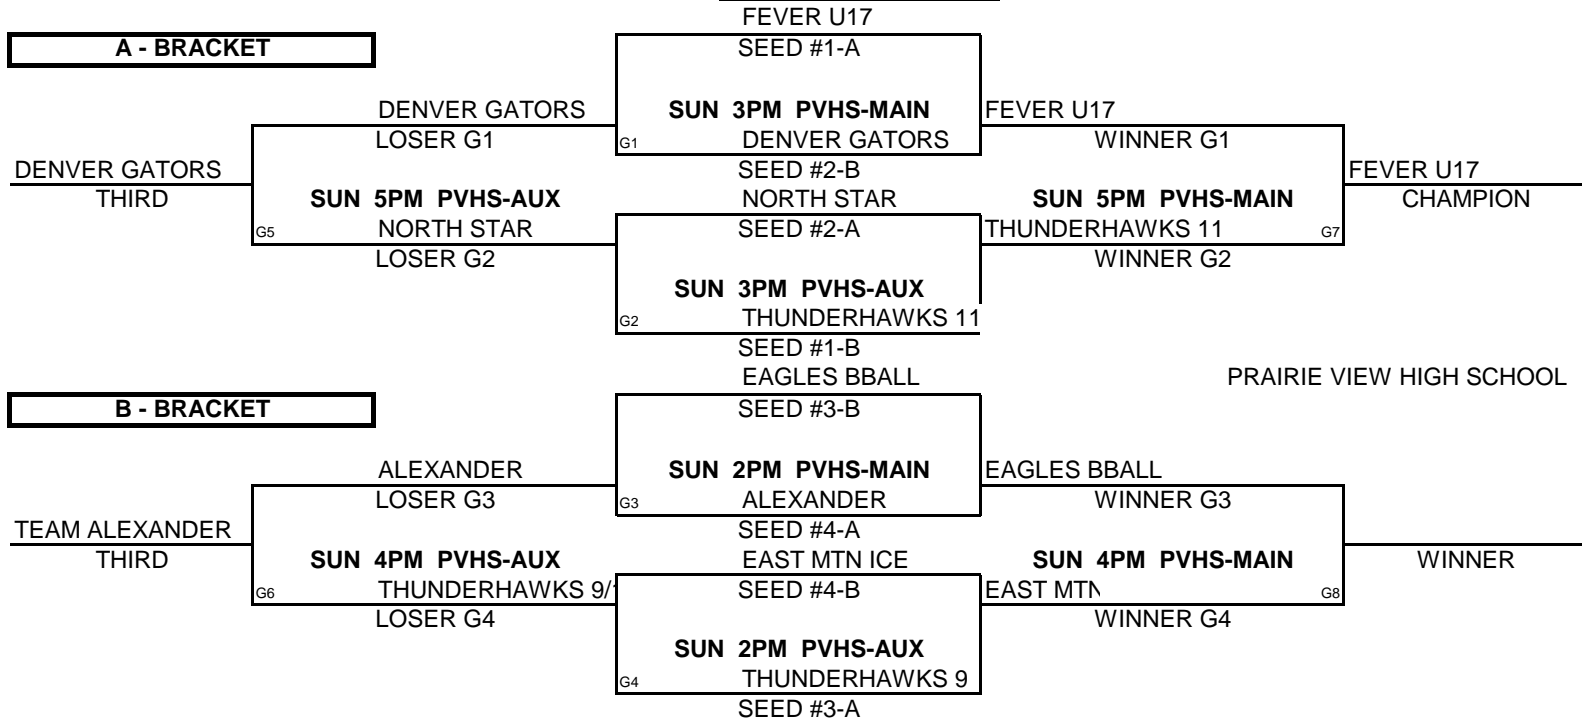 FEVER U17
A - BRACKET
SEED #1-A
DENVER GATORS
SUN 3PM PVHS-MAIN
FEVER U17
LOSER G1
G1
DENVER GATORS
WINNER G1
DENVER GATORS
SEED #2-B
FEVER U17
THIRD
SUN 5PM PVHS-AUX
NORTH STAR
SUN 5PM PVHS-MAIN
CHAMPION
G5
NORTH STAR
SEED #2-A
THUNDERHAWKS 11
G7
LOSER G2
WINNER G2
SUN 3PM PVHS-AUX
G2
THUNDERHAWKS 11
SEED #1-B
EAGLES BBALL
PRAIRIE VIEW HIGH SCHOOL
B - BRACKET
SEED #3-B
ALEXANDER
SUN 2PM PVHS-MAIN
EAGLES BBALL
LOSER G3
G3
ALEXANDER
WINNER G3
TEAM ALEXANDER
SEED #4-A
THIRD
SUN 4PM PVHS-AUX
EAST MTN ICE
SUN 4PM PVHS-MAIN
WINNER
G6
THUNDERHAWKS 9/
SEED #4-B
EAST MTN
G8
LOSER G4
WINNER G4
SUN 2PM PVHS-AUX
G4
THUNDERHAWKS 9
SEED #3-A